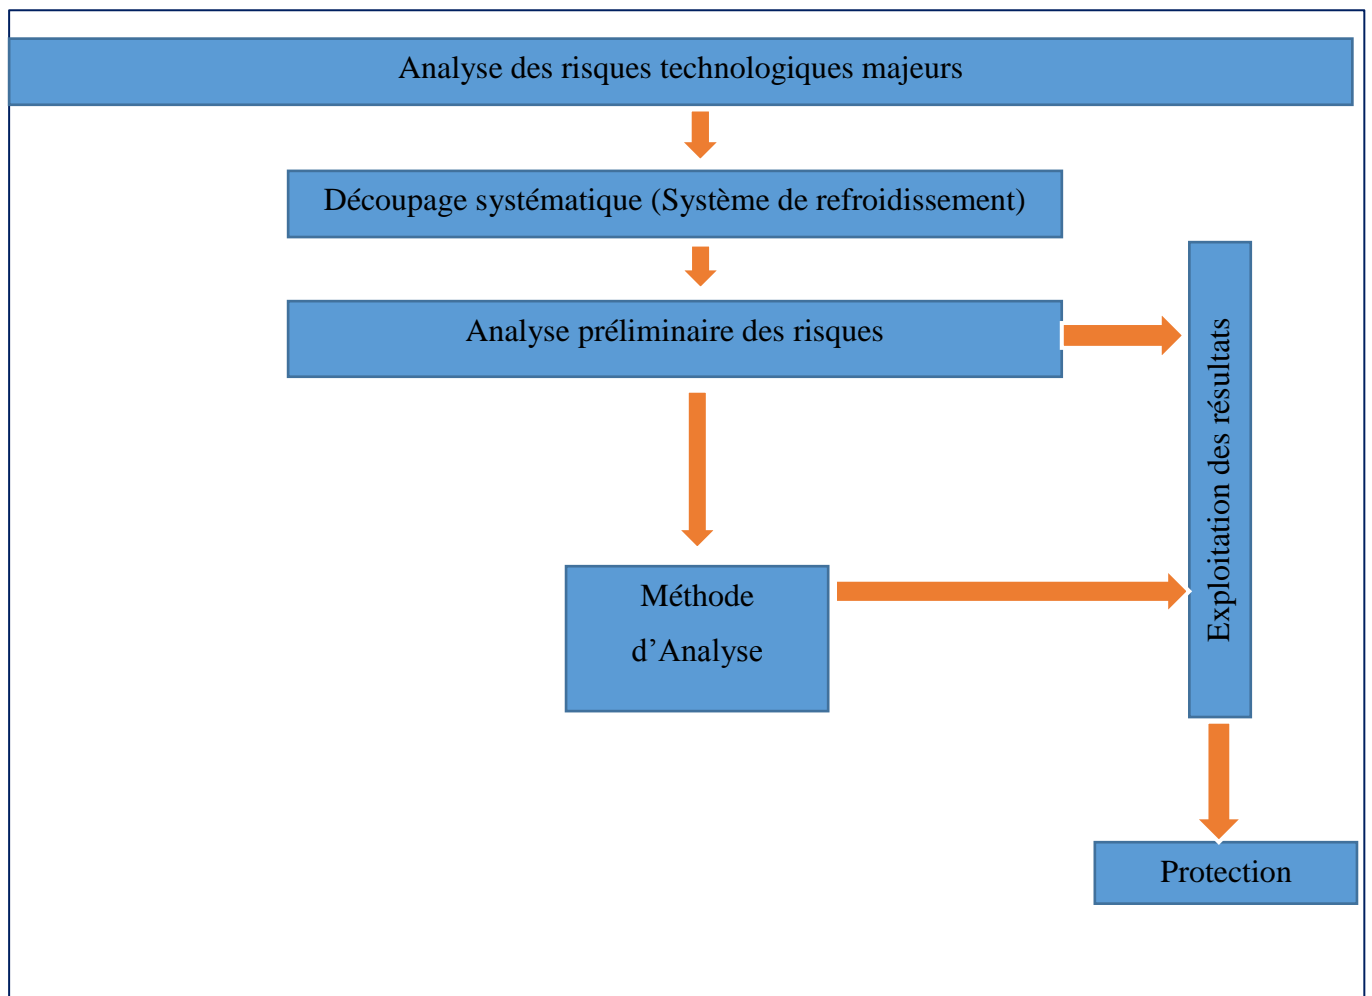 Analyse des risques technologiques majeurs
Découpage systématique (Système de refroidissement)
Analyse préliminaire des risques
Exploitation des résultats
Méthode
d’Analyse
Protection